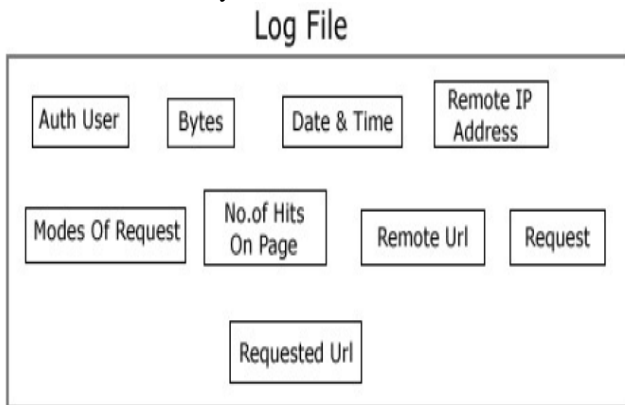 Log File
Auth User
Bytes
Date & Time
Remote IP
Address
Modes Of Request
No.of Hits
On Page
Remote Url
Request
Requested Url